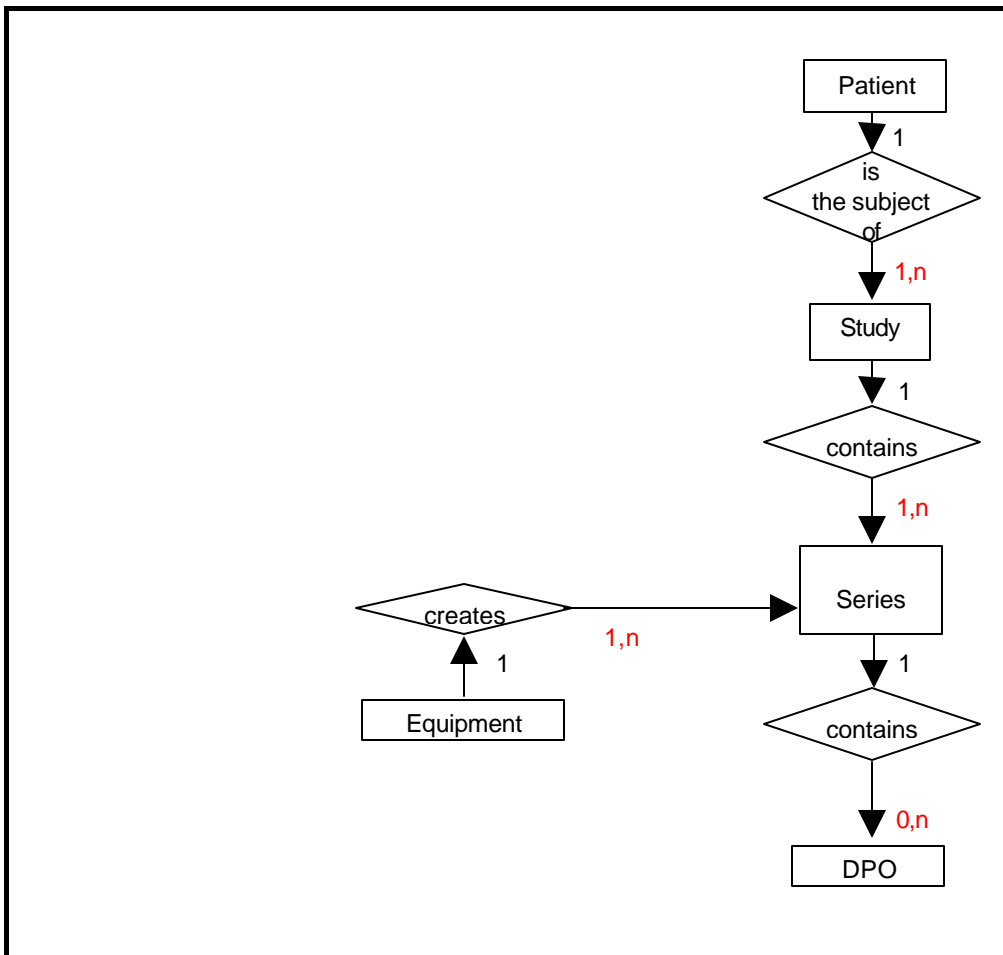 Patient
1
is
the subject
of
1,n
Study
1
contains
1,n
Series
creates
1,n
1
Equipment
1
contains
0,n
DPO